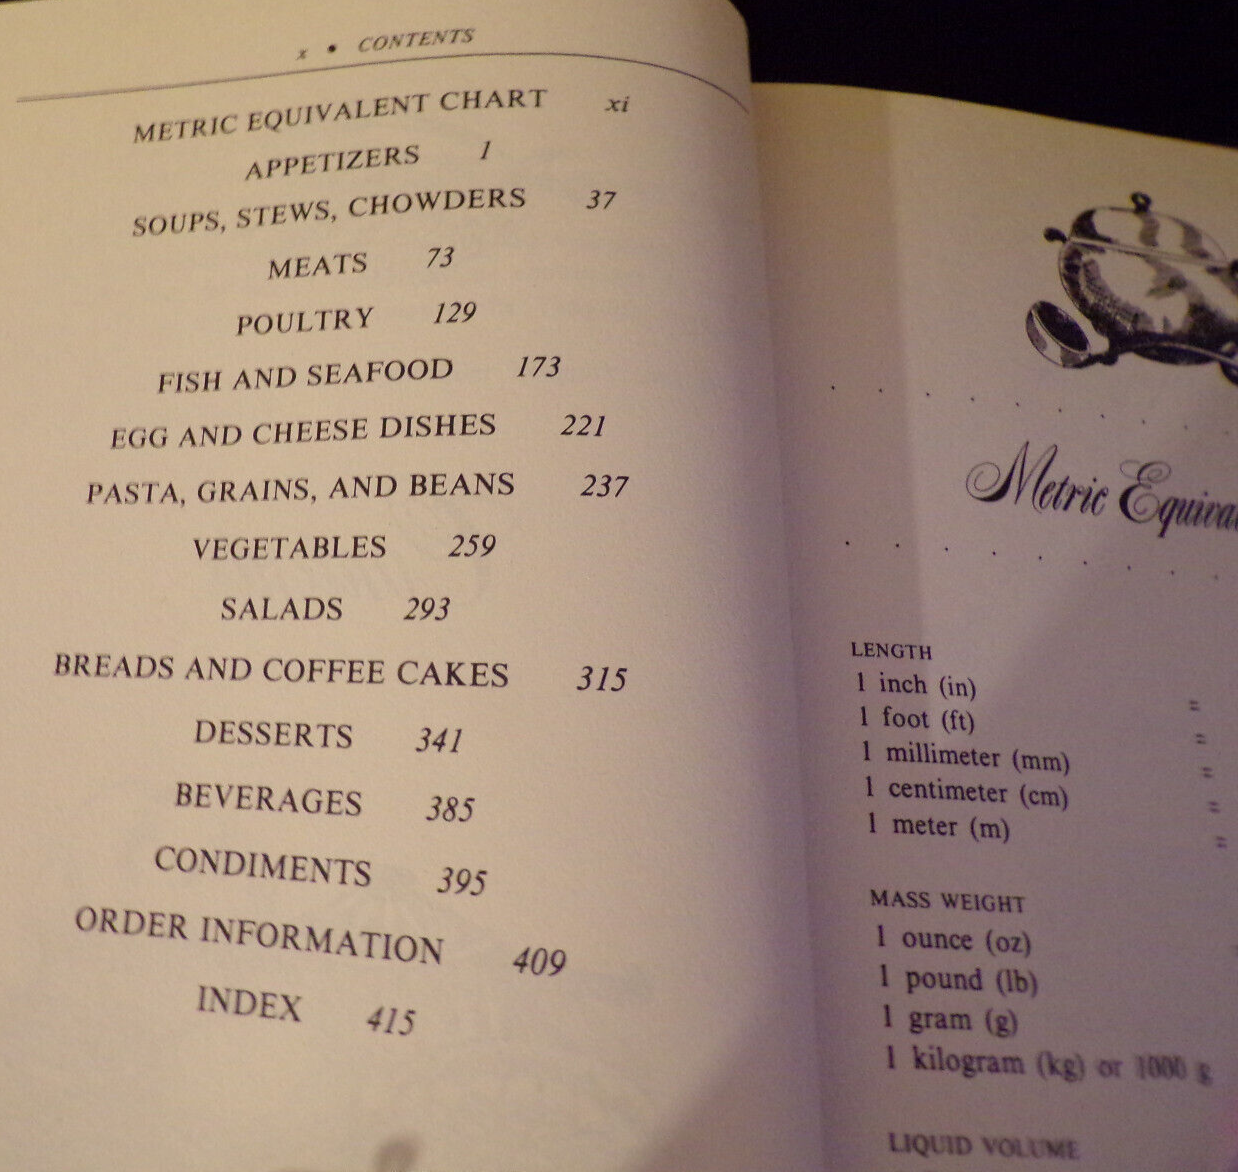 x • CONTENTS
METRIC EQUIVALENT CHART xi
APPETIZERS 1
SOUPS, STEWS, CHOWDERS 37
MEATS 73
POULTRY 129
FISH AND SEAFOOD 173
EGG AND CHEESE DISHES 221
PASTA, GRAINS, AND BEANS 237
VEGETABLES 259
SALADS 293
BREADS AND COFFEE CAKES 315
DESSERTS 341
BEVERAGES 385
CONDIMENTS 395
ORDER INFORMATION 409
INDEX 415
Metric Equiva
LENGTH
1 inch (in) =
1 foot (ft) =
1 millimeter (mm) =
1 centimeter (cm) =
1 meter (m) =
MASS WEIGHT
1 ounce (oz)
1 pound (lb)
1 gram (g)
1 kilogram (kg) or 1000 g
LIQUID VOLUME